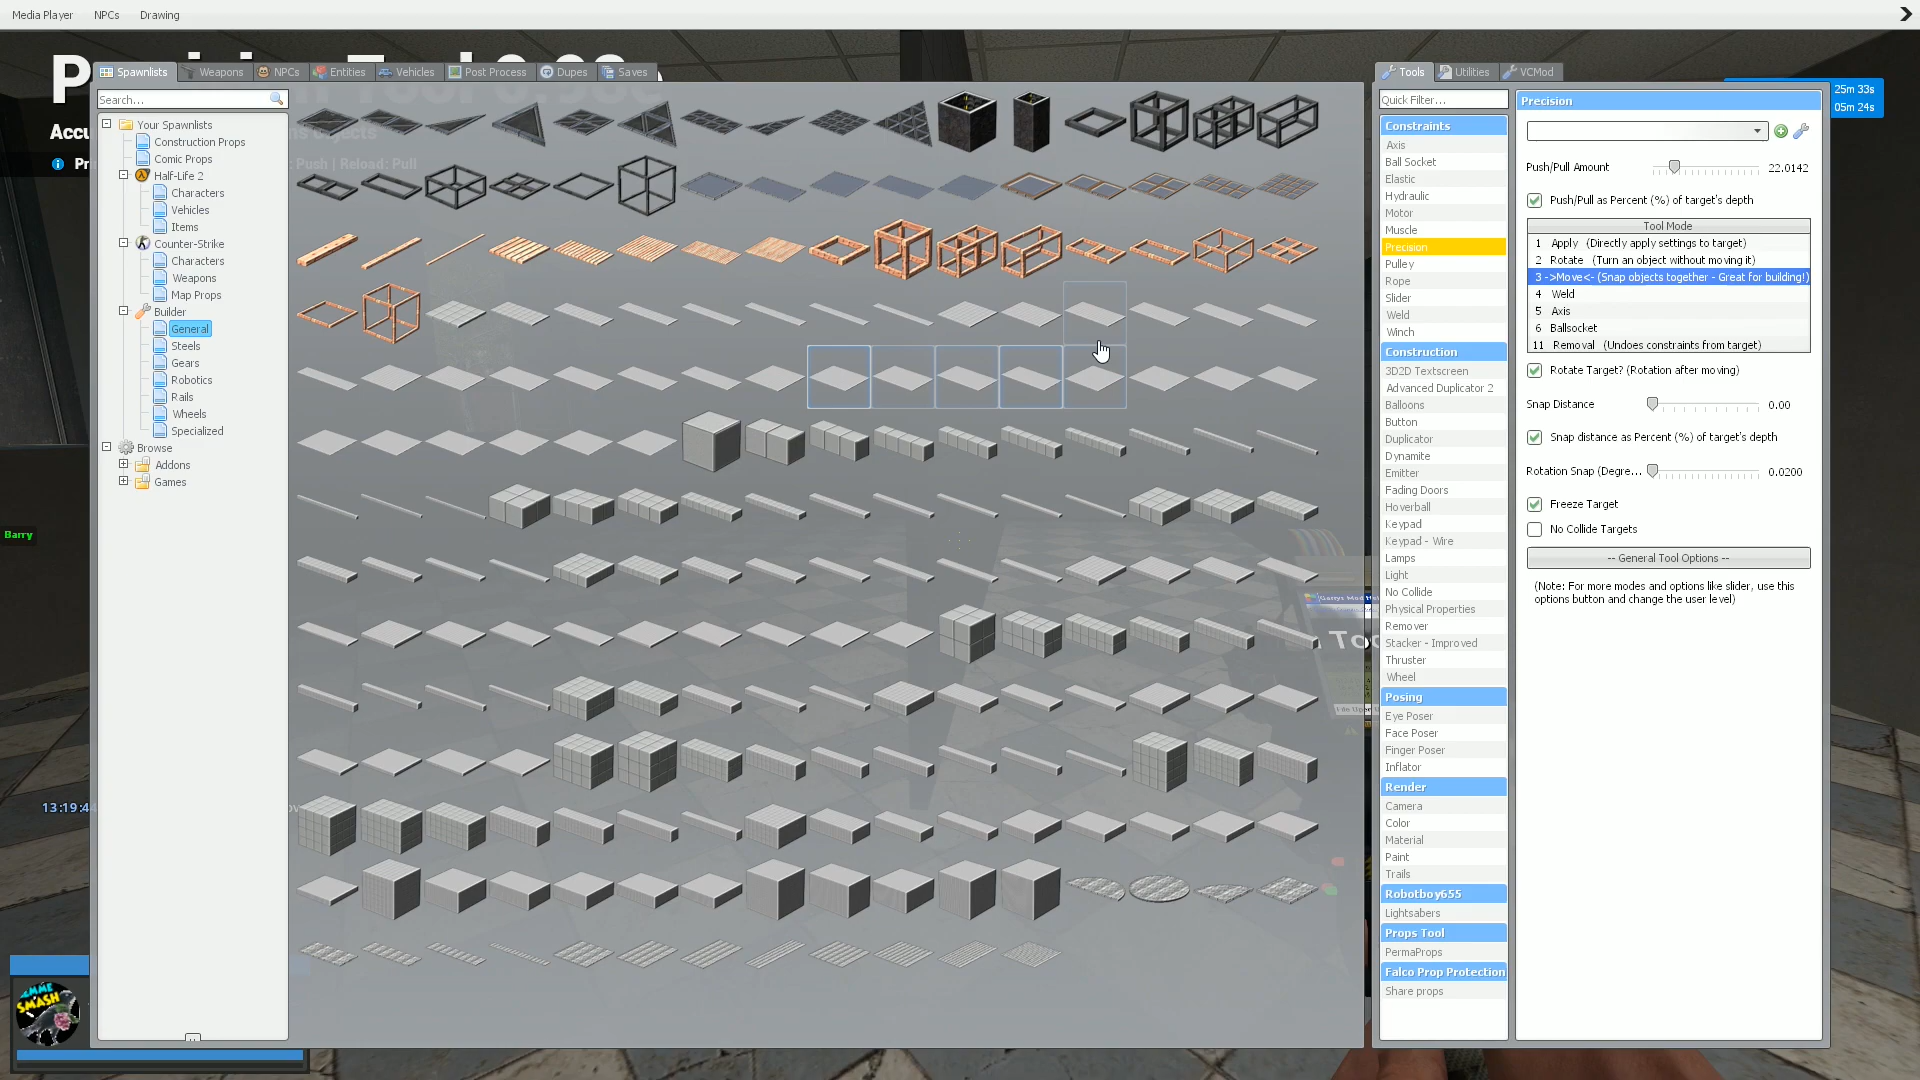 Media Player NPCs Drawing
Spawnlists Weapons NPCs Entities Vehicles Post Process Dupes Saves
Search...
Your Spawnlists
Construction Props
Comic Props
Half-Life 2
Characters
Vehicles
Items
Counter-Strike
Characters
Weapons
Map Props
Builder
General
Steels
Gears
Robotics
Rails
Wheels
Specialized
Browse
Addons
Games
: Push | Reload: Pull
Barry
13:19:4
Tools Utilities VCMod
Quick Filter...
Constraints
Axis
Ball Socket
Elastic
Hydraulic
Motor
Muscle
Precision
Pulley
Rope
Slider
Weld
Winch
Construction
3D2D Textscreen
Advanced Duplicator 2
Balloons
Button
Duplicator
Dynamite
Emitter
Fading Doors
Hoverball
Keypad
Keypad - Wire
Lamps
Light
No Collide
Physical Properties
Remover
Stacker - Improved
Thruster
Wheel
Posing
Eye Poser
Face Poser
Finger Poser
Inflator
Render
Camera
Color
Material
Paint
Trails
Robotboy655
Lightsabers
Props Tool
PermaProps
Falco Prop Protection
Share props
Precision
Push/Pull Amount 22.0142
Push/Pull as Percent (%) of target's depth
Tool Mode
1 Apply (Directly apply settings to target)
2 Rotate (Turn an object without moving it)
3 ->Move<- (Snap objects together - Great for building!)
4 Weld
5 Axis
6 Ballsocket
11 Removal (Undoes constraints from target)
Rotate Target? (Rotation after moving)
Snap Distance 0.00
Snap distance as Percent (%) of target's depth
Rotation Snap (Degre... 0.0200
Freeze Target
No Collide Targets
-- General Tool Options --
(Note: For more modes and options like slider, use this
options button and change the user level)
25m 33s
05m 24s
SMASH